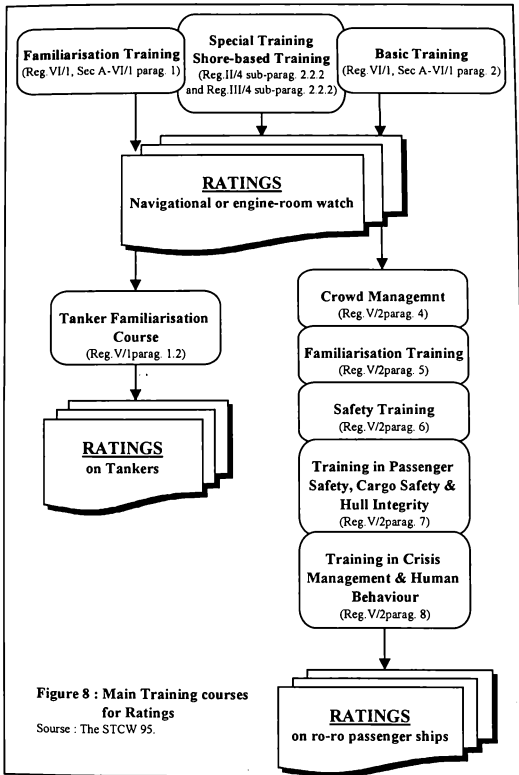 Familiarisation Training
(Reg.VI/1, Sec A-VI/1 parag. 1)
Special Training
Shore-based Training
(Reg.II/4 sub-parag. 2.2.2
and Reg.III/4 sub-parag. 2.2.2)
Basic Training
(Reg.VI/1, Sec A-VI/1 parag. 2)
RATINGS
Navigational or engine-room watch
Tanker Familiarisation
Course
(Reg.V/1parag. 1.2)
RATINGS
on Tankers
Crowd Managemnt
(Reg.V/2parag. 4)
Familiarisation Training
(Reg.V/2parag. 5)
Safety Training
(Reg.V/2parag. 6)
Training in Passenger
Safety, Cargo Safety &
Hull Integrity
(Reg.V/2parag. 7)
Training in Crisis
Management & Human
Behaviour
(Reg.V/2parag. 8)
RATINGS
on ro-ro passenger ships
Figure 8 : Main Training courses
for Ratings
Sourse : The STCW 95.